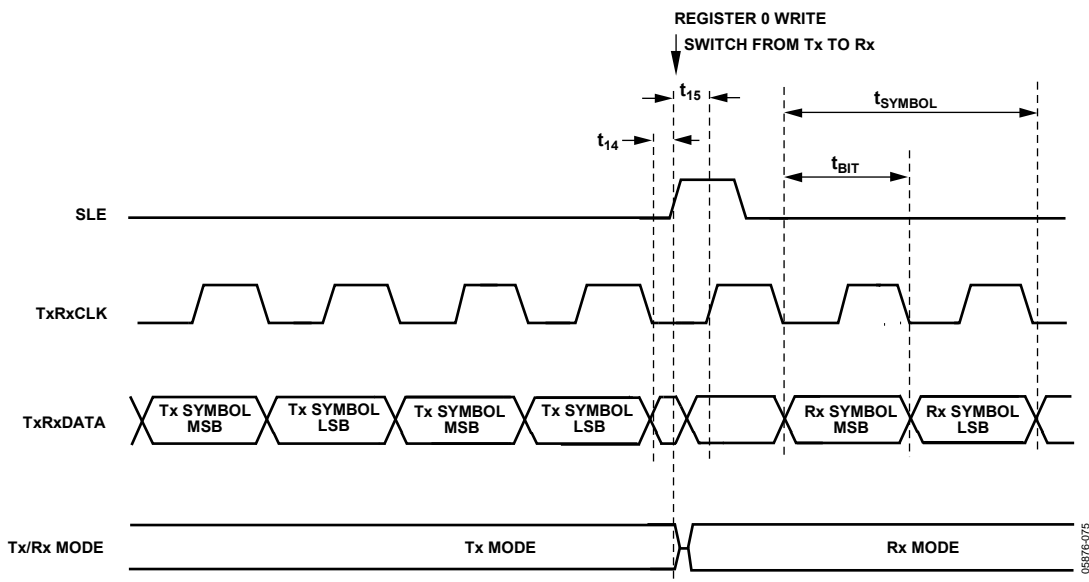 REGISTER 0 WRITE
SWITCH FROM Tx TO Rx
t15
tSYMBOL
t14
tBIT
SLE
TxRxCLK
TxRxDATA
Tx SYMBOL
MSB
Tx SYMBOL
LSB
Tx SYMBOL
MSB
Tx SYMBOL
LSB
Rx SYMBOL
MSB
Rx SYMBOL
LSB
Tx/Rx MODE
Tx MODE
Rx MODE
05876-075